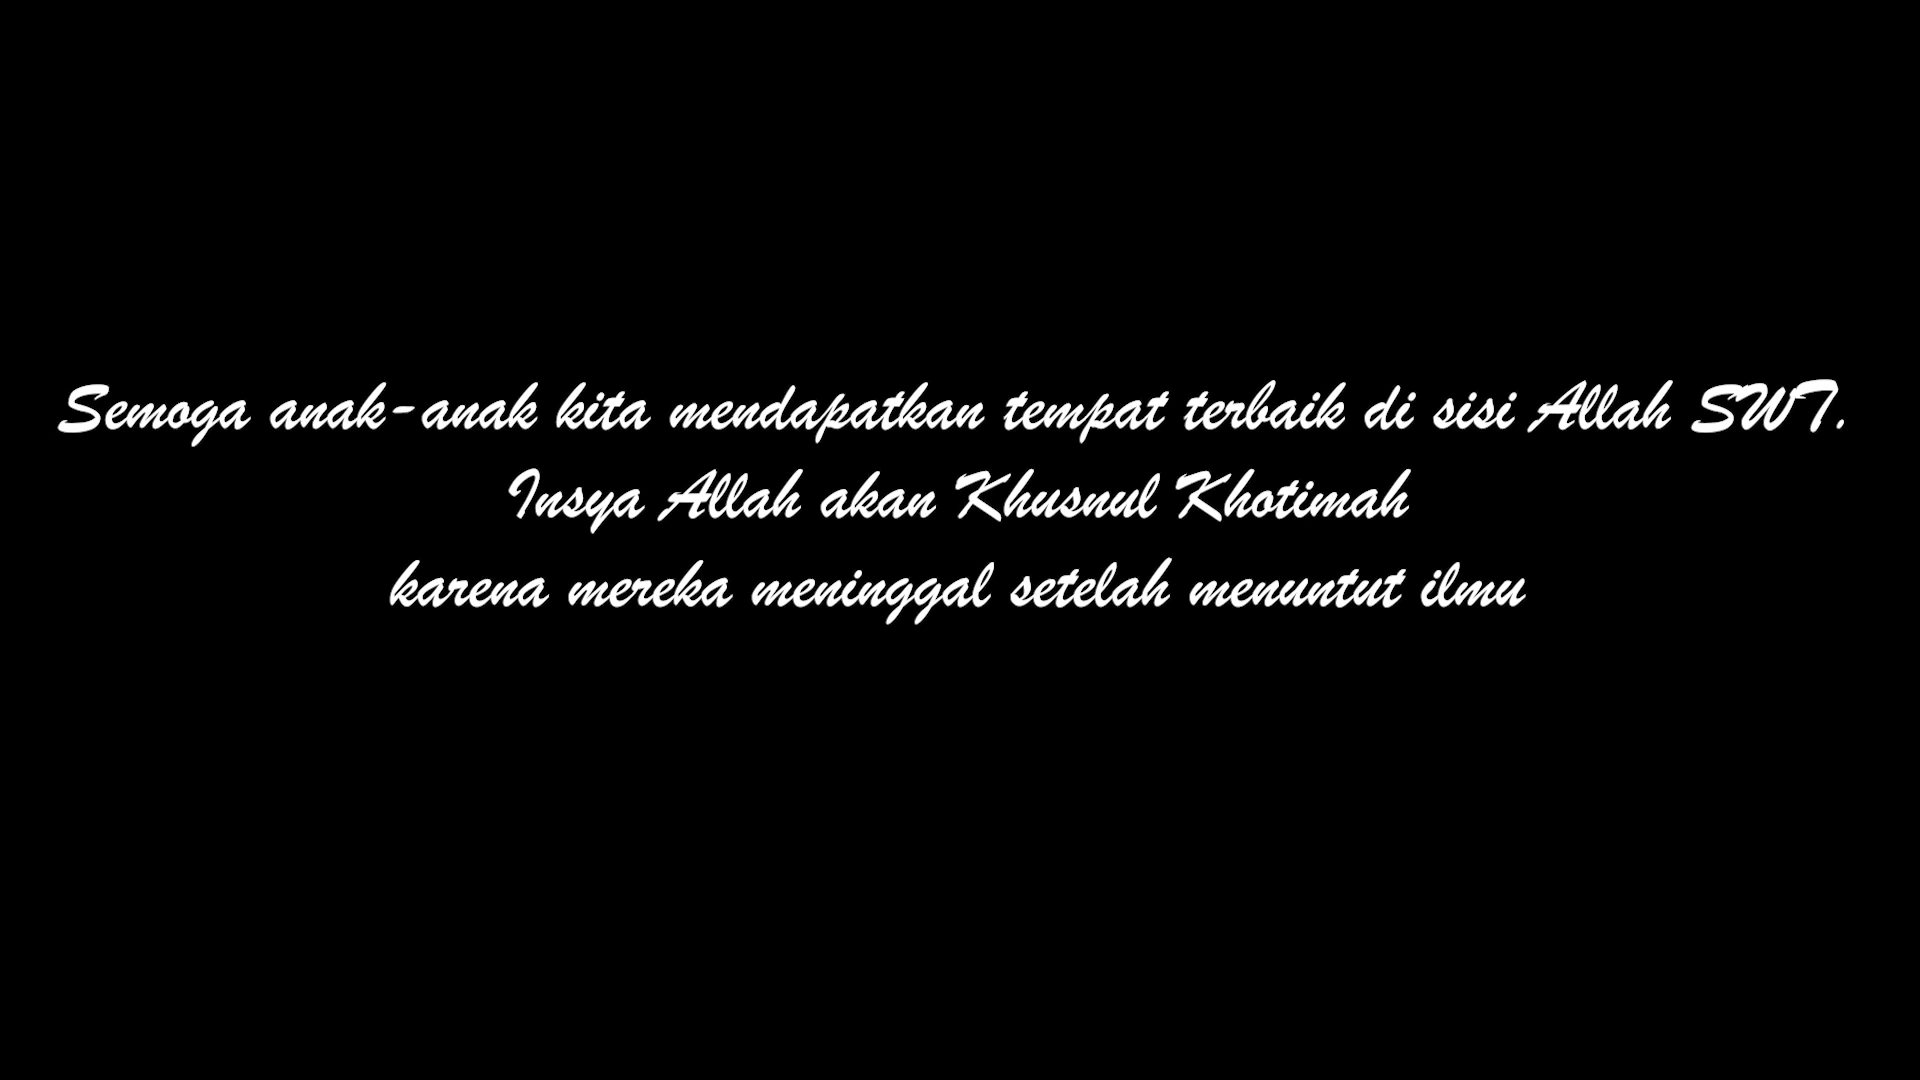 Semoga anak-anak kita mendapatkan tempat terbaik di sisi Allah SWT.
Insya Allah akan Khusnul Khotimah
karena mereka meninggal setelah menuntut ilmu